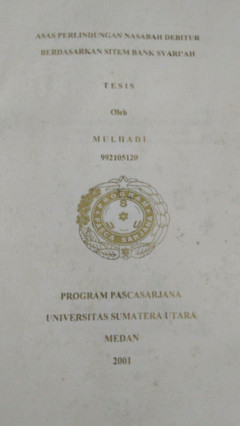 ASAS PERLINDUNGAN NASABAH DEBITUR
BERDASARKAN SITEM BANK SYARI'AH
TESIS
Oleh
MULHADI
992105120
PROGRAM PASCASARJANA
UNIVERSITAS SUMATERA UTARA
MEDAN
2001